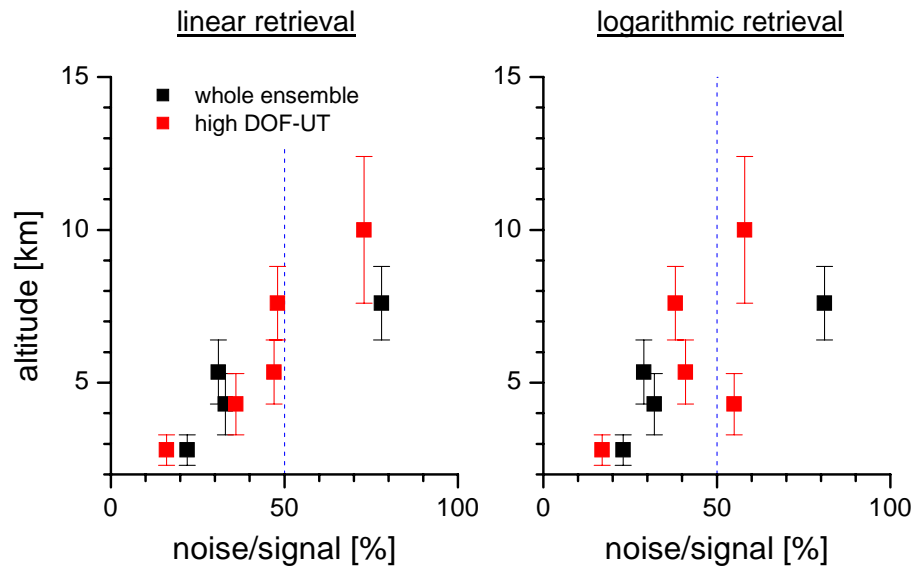 linear retrieval
logarithmic retrieval
15
whole ensemble
high DOF-UT
10
5
altitude [km]
0
50
100
noise/signal [%]
15
10
5
0
50
100
noise/signal [%]